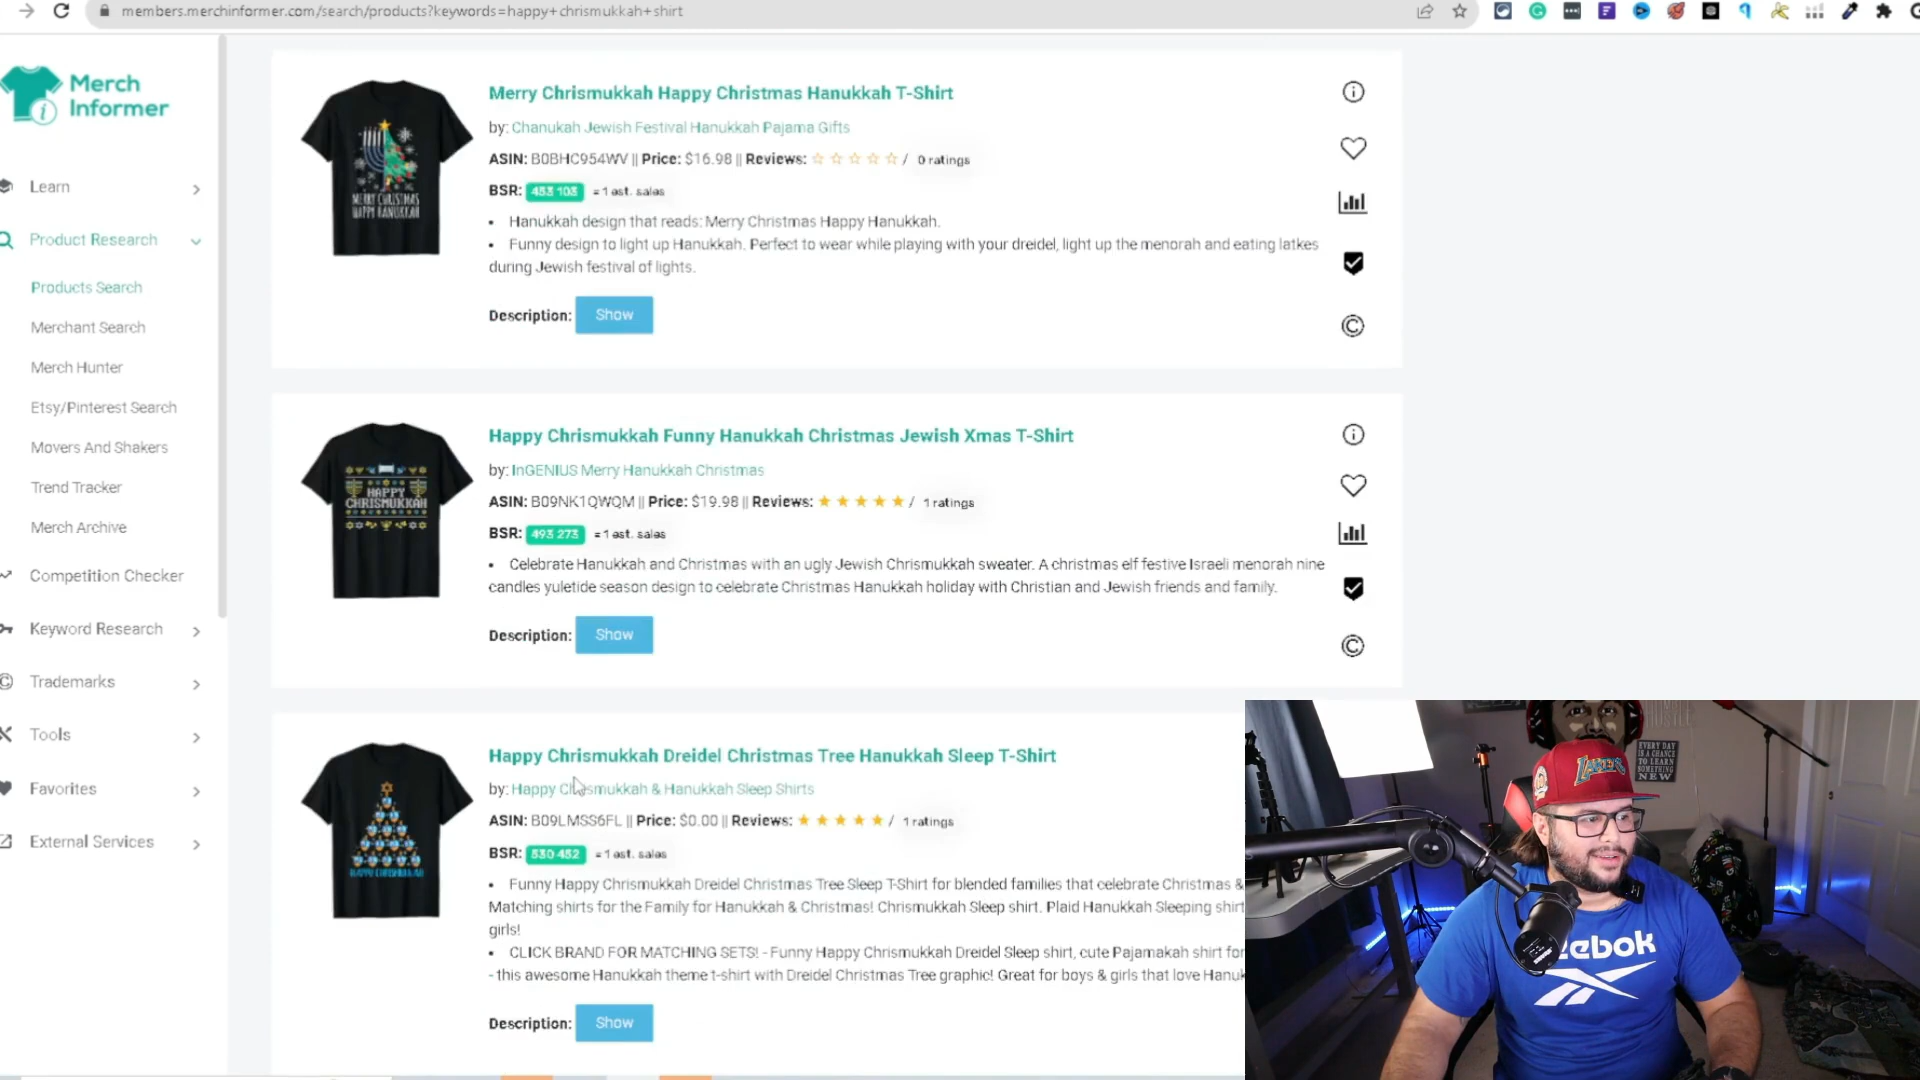 members.merchinformer.com/search/products?keywords=happy+chrismukkah+shirt
Merch
Informer
Learn
Product Research
Products Search
Merchant Search
Merch Hunter
Etsy/Pinterest Search
Movers And Shakers
Trend Tracker
Merch Archive
Competition Checker
Keyword Research
Trademarks
Tools
Favorites
External Services
MERRY CHRISTMAS
HAPPY HANUKKAH
Merry Chrismukkah Happy Christmas Hanukkah T-Shirt
by: Chanukah Jewish Festival Hanukkah Pajama Gifts
ASIN: B0BHC954WV || Price: $16.98 || Reviews: / 0 ratings
BSR: 453 103 = 1 est. sales
• Hanukkah design that reads: Merry Christmas Happy Hanukkah.
• Funny design to light up Hanukkah. Perfect to wear while playing with your dreidel, light up the menorah and eating latkes
during Jewish festival of lights.
Description: Show
HAPPY
CHRISMUKKAH
Happy Chrismukkah Funny Hanukkah Christmas Jewish Xmas T-Shirt
by: InGENIUS Merry Hanukkah Christmas
ASIN: B09NK1QWQM || Price: $19.98 || Reviews: / 1 ratings
BSR: 493 273 = 1 est. sales
• Celebrate Hanukkah and Christmas with an ugly Jewish Chrismukkah sweater. A christmas elf festive Israeli menorah nine
candles yuletide season design to celebrate Christmas Hanukkah holiday with Christian and Jewish friends and family.
Description: Show
HAPPY CHRISMUKKAH
Happy Chrismukkah Dreidel Christmas Tree Hanukkah Sleep T-Shirt
by: Happy Chrismukkah & Hanukkah Sleep Shirts
ASIN: B09LMSS6FL || Price: $0.00 || Reviews: / 1 ratings
BSR: 530 452 = 1 est. sales
• Funny Happy Chrismukkah Dreidel Christmas Tree Sleep T-Shirt for blended families that celebrate Christmas &
Matching shirts for the Family for Hanukkah & Christmas! Chrismukkah Sleep shirt. Plaid Hanukkah Sleeping shirt
girls!
• CLICK BRAND FOR MATCHING SETS! - Funny Happy Chrismukkah Dreidel Sleep shirt, cute Pajamakah shirt for
- this awesome Hanukkah theme t-shirt with Dreidel Christmas Tree graphic! Great for boys & girls that love Hanuk
Description: Show
EVERY DAY
IS A CHANCE
TO LEARN
SOMETHING
NEW
LAKERS
eebok